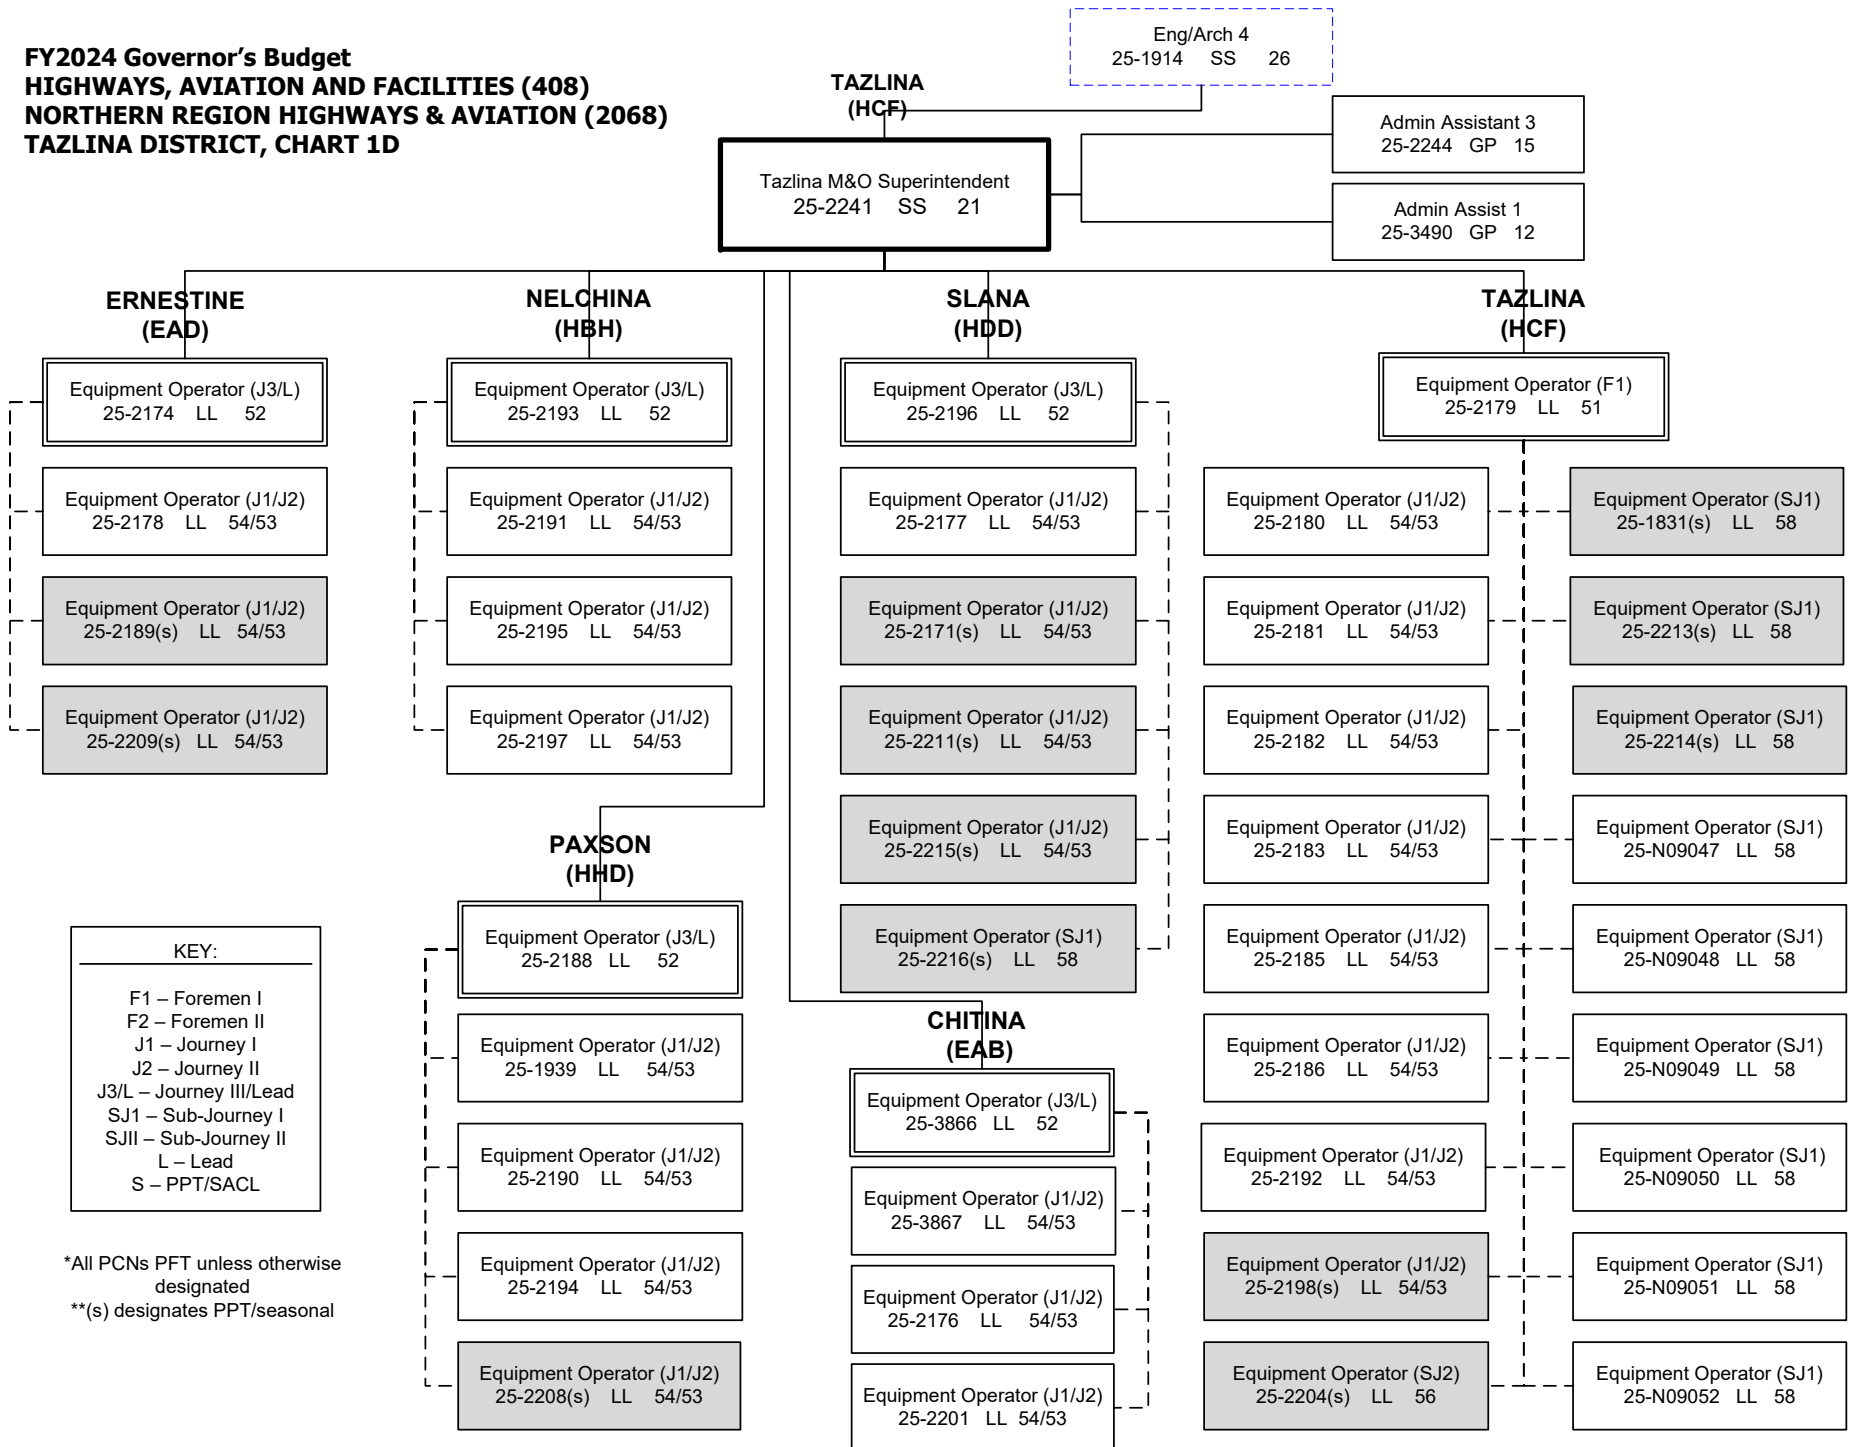 FY2024 Governor’s Budget
HIGHWAYS, AVIATION AND FACILITIES (408)
NORTHERN REGION HIGHWAYS & AVIATION (2068)
TAZLINA DISTRICT, CHART 1D
Eng/Arch 4
25-1914 SS 26
TAZLINA
(HCF)
Tazlina M&O Superintendent
25-2241 SS 21
Admin Assistant 3
25-2244 GP 15
Admin Assist 1
25-3490 GP 12
ERNESTINE
(EAD)
Equipment Operator (J3/L)
25-2174 LL 52
Equipment Operator (J1/J2)
25-2178 LL 54/53
Equipment Operator (J1/J2)
25-2189(s) LL 54/53
Equipment Operator (J1/J2)
25-2209(s) LL 54/53
NELCHINA
(HBH)
Equipment Operator (J3/L)
25-2193 LL 52
Equipment Operator (J1/J2)
25-2191 LL 54/53
Equipment Operator (J1/J2)
25-2195 LL 54/53
Equipment Operator (J1/J2)
25-2197 LL 54/53
PAXSON
(HHD)
Equipment Operator (J3/L)
25-2188 LL 52
Equipment Operator (J1/J2)
25-1939 LL 54/53
Equipment Operator (J1/J2)
25-2190 LL 54/53
Equipment Operator (J1/J2)
25-2194 LL 54/53
Equipment Operator (J1/J2)
25-2208(s) LL 54/53
SLANA
(HDD)
Equipment Operator (J3/L)
25-2196 LL 52
Equipment Operator (J1/J2)
25-2177 LL 54/53
Equipment Operator (J1/J2)
25-2171(s) LL 54/53
Equipment Operator (J1/J2)
25-2211(s) LL 54/53
Equipment Operator (J1/J2)
25-2215(s) LL 54/53
Equipment Operator (SJ1)
25-2216(s) LL 58
CHITINA
(EAB)
Equipment Operator (J3/L)
25-3866 LL 52
Equipment Operator (J1/J2)
25-3867 LL 54/53
Equipment Operator (J1/J2)
25-2176 LL 54/53
Equipment Operator (J1/J2)
25-2201 LL 54/53
TAZLINA
(HCF)
Equipment Operator (F1)
25-2179 LL 51
Equipment Operator (J1/J2)
25-2180 LL 54/53
Equipment Operator (J1/J2)
25-2181 LL 54/53
Equipment Operator (J1/J2)
25-2182 LL 54/53
Equipment Operator (J1/J2)
25-2183 LL 54/53
Equipment Operator (J1/J2)
25-2185 LL 54/53
Equipment Operator (J1/J2)
25-2186 LL 54/53
Equipment Operator (J1/J2)
25-2192 LL 54/53
Equipment Operator (J1/J2)
25-2198(s) LL 54/53
Equipment Operator (SJ2)
25-2204(s) LL 56
Equipment Operator (SJ1)
25-1831(s) LL 58
Equipment Operator (SJ1)
25-2213(s) LL 58
Equipment Operator (SJ1)
25-2214(s) LL 58
Equipment Operator (SJ1)
25-N09047 LL 58
Equipment Operator (SJ1)
25-N09048 LL 58
Equipment Operator (SJ1)
25-N09049 LL 58
Equipment Operator (SJ1)
25-N09050 LL 58
Equipment Operator (SJ1)
25-N09051 LL 58
Equipment Operator (SJ1)
25-N09052 LL 58
KEY:
F1 – Foremen I
F2 – Foremen II
J1 – Journey I
J2 – Journey II
J3/L – Journey III/Lead
SJ1 – Sub-Journey I
SJII – Sub-Journey II
L – Lead
S – PPT/SACL
*All PCNs PFT unless otherwise
designated
**(s) designates PPT/seasonal